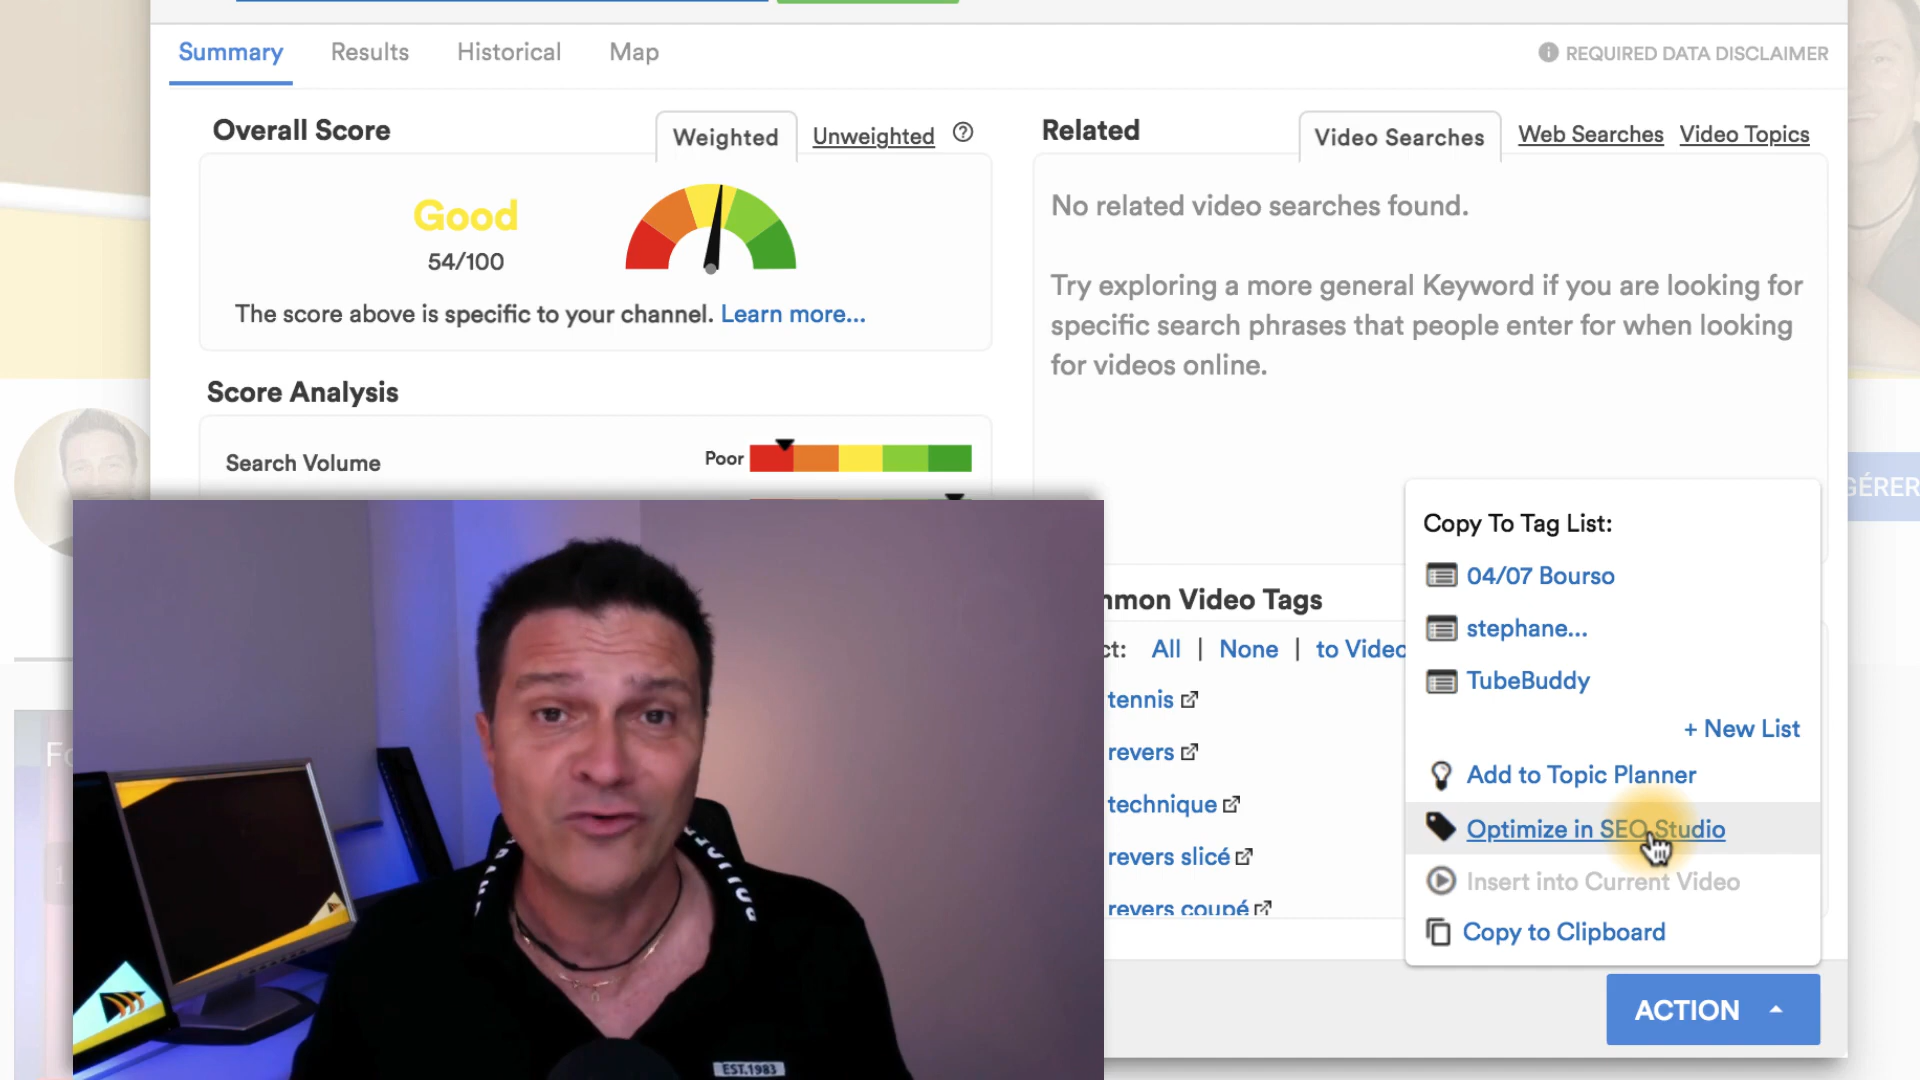 Summary
Results
Historical
Map
REQUIRED DATA DISCLAIMER
Overall Score
Weighted
Unweighted
Good
54/100
The score above is specific to your channel. Learn more...
Score Analysis
Search Volume
Poor
Related
Video Searches
Web Searches
Video Topics
No related video searches found.
Try exploring a more general Keyword if you are looking for
specific search phrases that people enter for when looking
for videos online.
GÉRER
mmon Video Tags
ct: All | None | to Video
tennis
revers
technique
revers slicé
revers coupé
Copy To Tag List:
04/07 Bourso
stephane...
TubeBuddy
+ New List
Add to Topic Planner
Optimize in SEO Studio
Insert into Current Video
Copy to Clipboard
ACTION
EST.1983